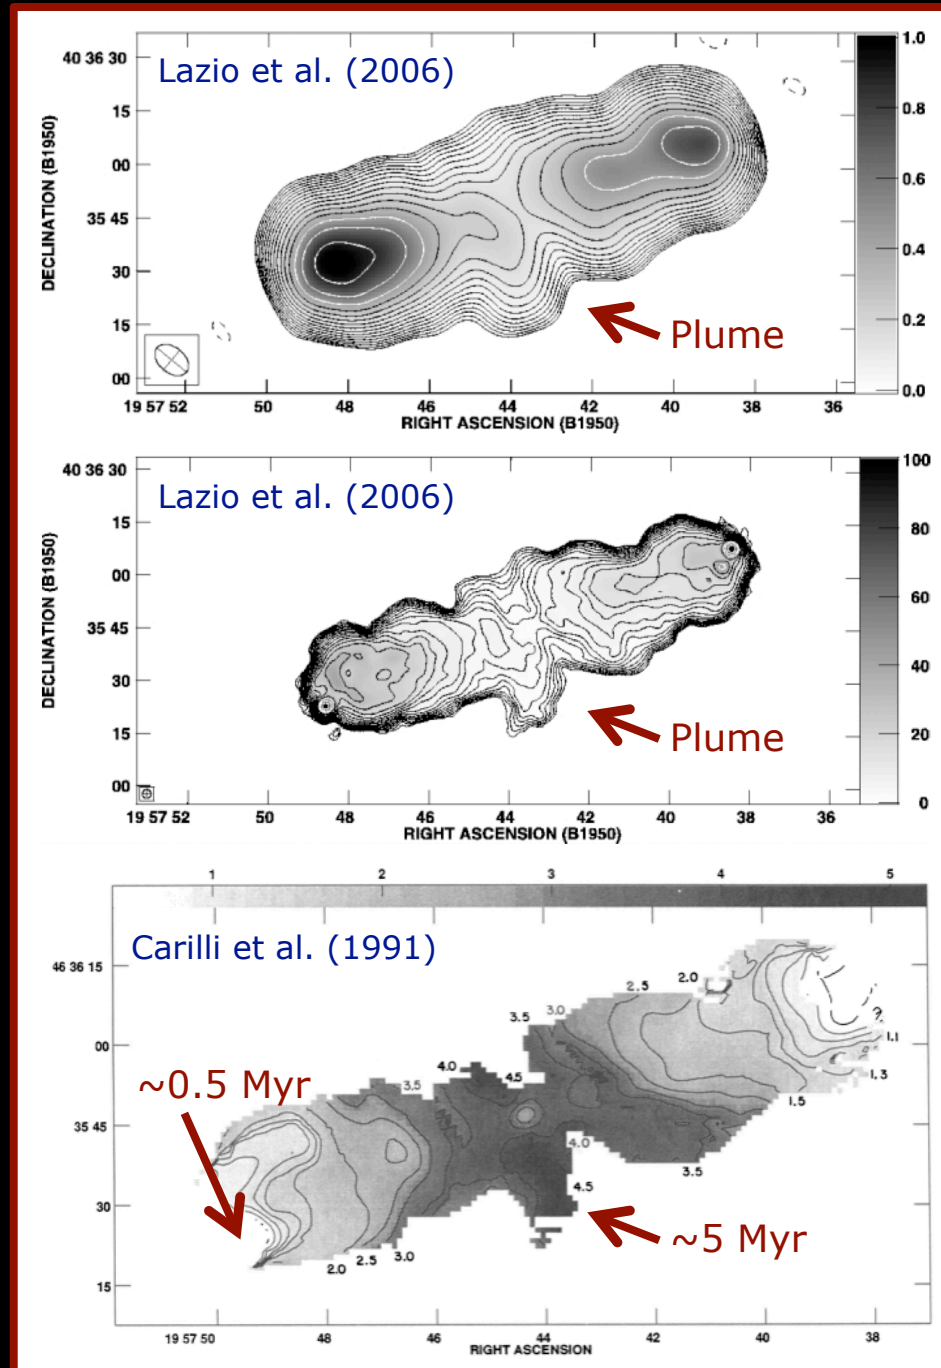 Lazio et al. (2006)
40 36 30
15
00
35 45
30
15
00
DECLINATION (B1950)
1.0
0.8
0.6
0.4
0.2
0.0
Plume
19 57 52 50 48 46 44 42 40 38 36
RIGHT ASCENSION (B1950)
Lazio et al. (2006)
40 36 30
15
00
35 45
30
15
00
DECLINATION (B1950)
100
80
60
40
20
0
Plume
19 57 52 50 48 46 44 42 40 38 36
RIGHT ASCENSION (B1950)
1 2 3 4 5
Carilli et al. (1991)
46 36 15
00
35 45
30
15
2.0
2.5
3.0
3.5
1.1
4.0
4.5
1.3
3.5
1.5
~0.5 Myr
4.0
3.5
4.5
~5 Myr
2.0 2.5 3.0
19 57 50 48 46 44 42 40 38
RIGHT ASCENSION